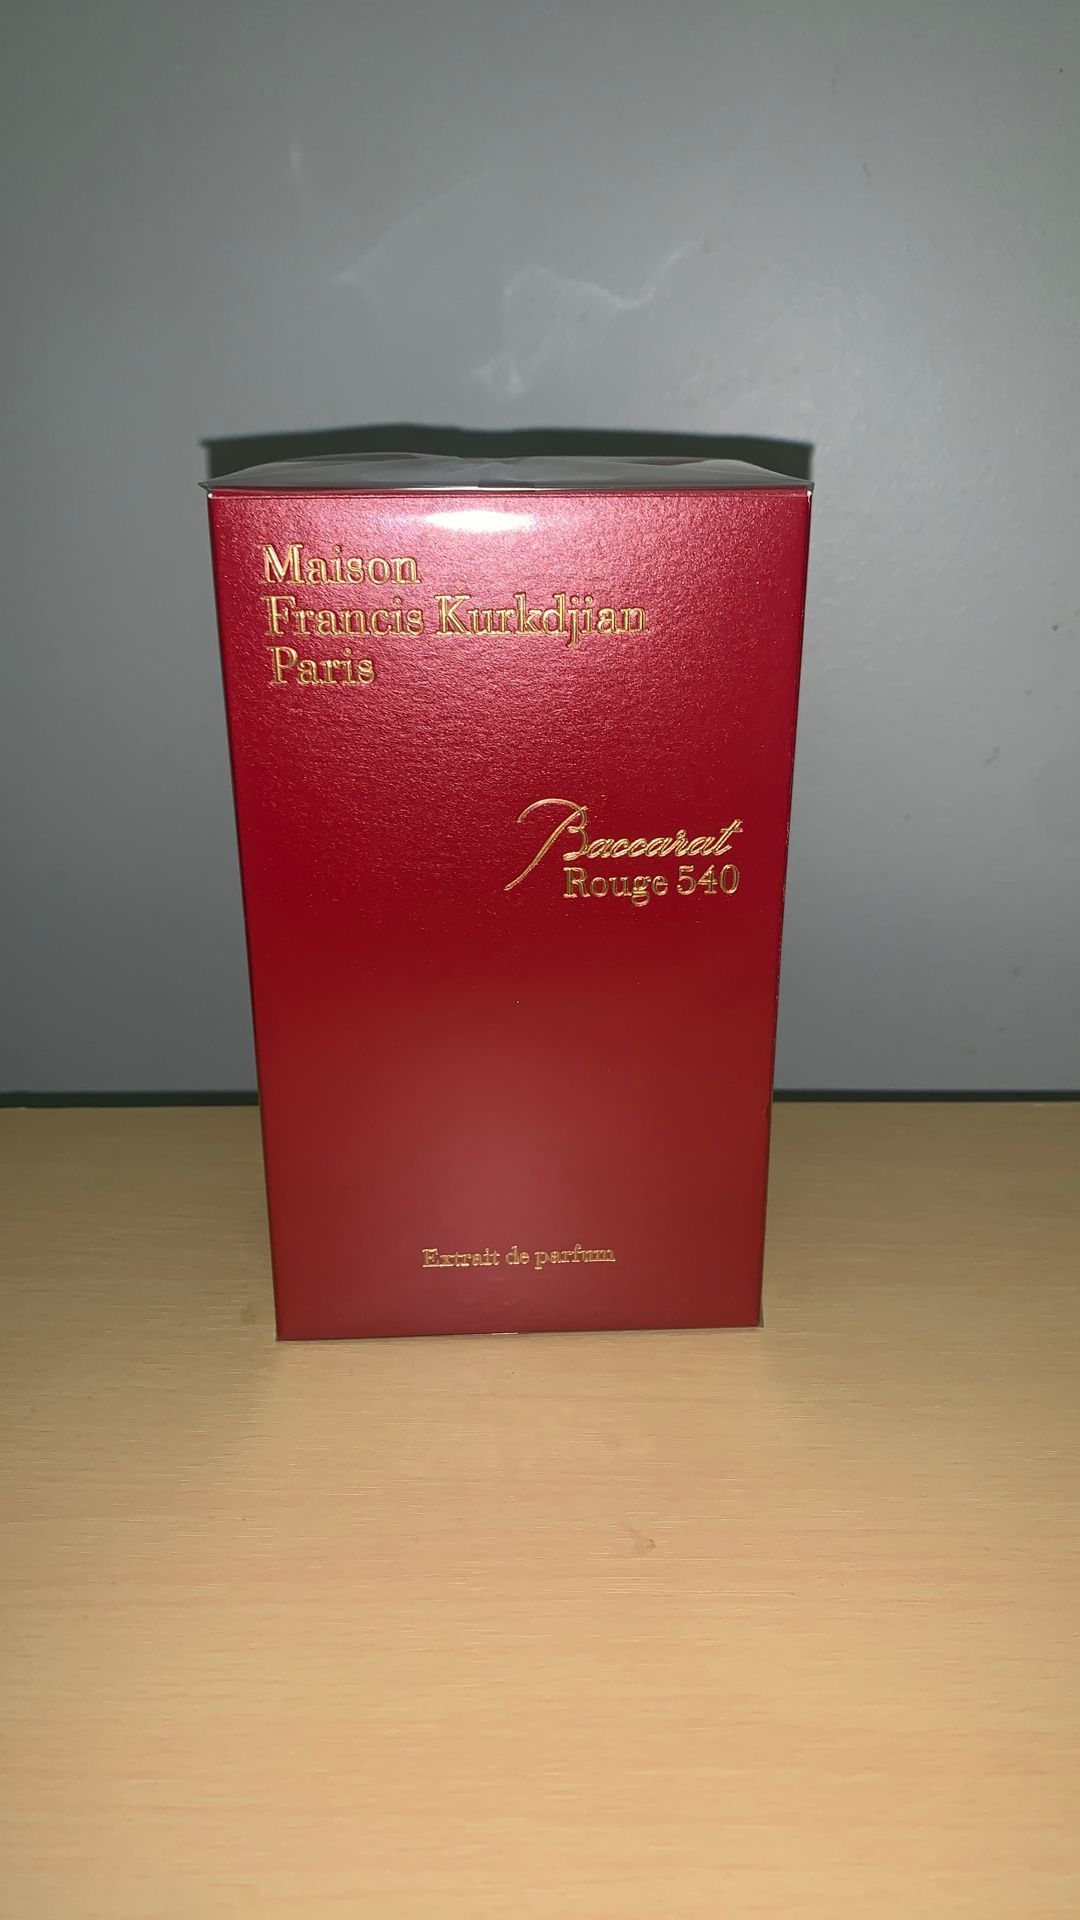 Maison
Francis Kurkdjian
Paris
Baccarat
Rouge 540
Extrait de parfum